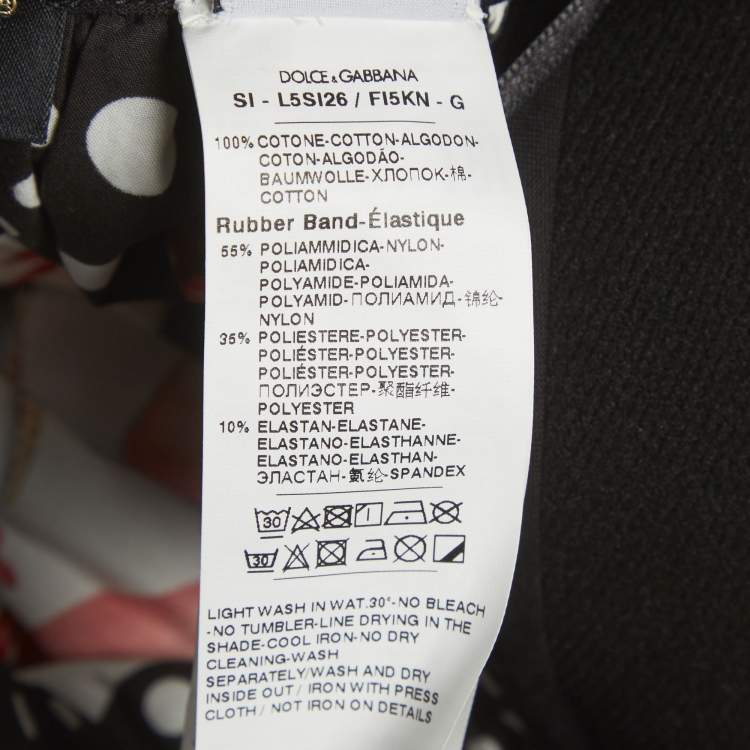 DOLCE & GABBANA
SI - L5SI26 / FI5KN - G
100% COTONE-COTTON-ALGODON-
COTON-ALGODÃO-
BAUMWOLLE-ХЛОПОК-棉-
COTTON
Rubber Band-Élastique
55% POLIAMMIDICA-NYLON-
POLIAMIDICA-
POLYAMIDE-POLIAMIDA-
POLYAMID-ПОЛИАМИД-锦纶-
NYLON
35% POLIESTERE-POLYESTER-
POLIÉSTER-POLYESTER-
POLIÉSTER-POLYESTER-
ПОЛИЭСТЕР-聚酯纤维-
POLYESTER
10% ELASTAN-ELASTANE-
ELASTANO-ELASTHANNE-
ELASTANO-ELASTHAN-
ЭЛАСТАН-氨纶-SPANDEX
30
30
LIGHT WASH IN WAT.30°-NO BLEACH
-NO TUMBLER-LINE DRYING IN THE
SHADE-COOL IRON-NO DRY
CLEANING-WASH
SEPARATELY/WASH AND DRY
INSIDE OUT / IRON WITH PRESS
CLOTH / NOT IRON ON DETAILS